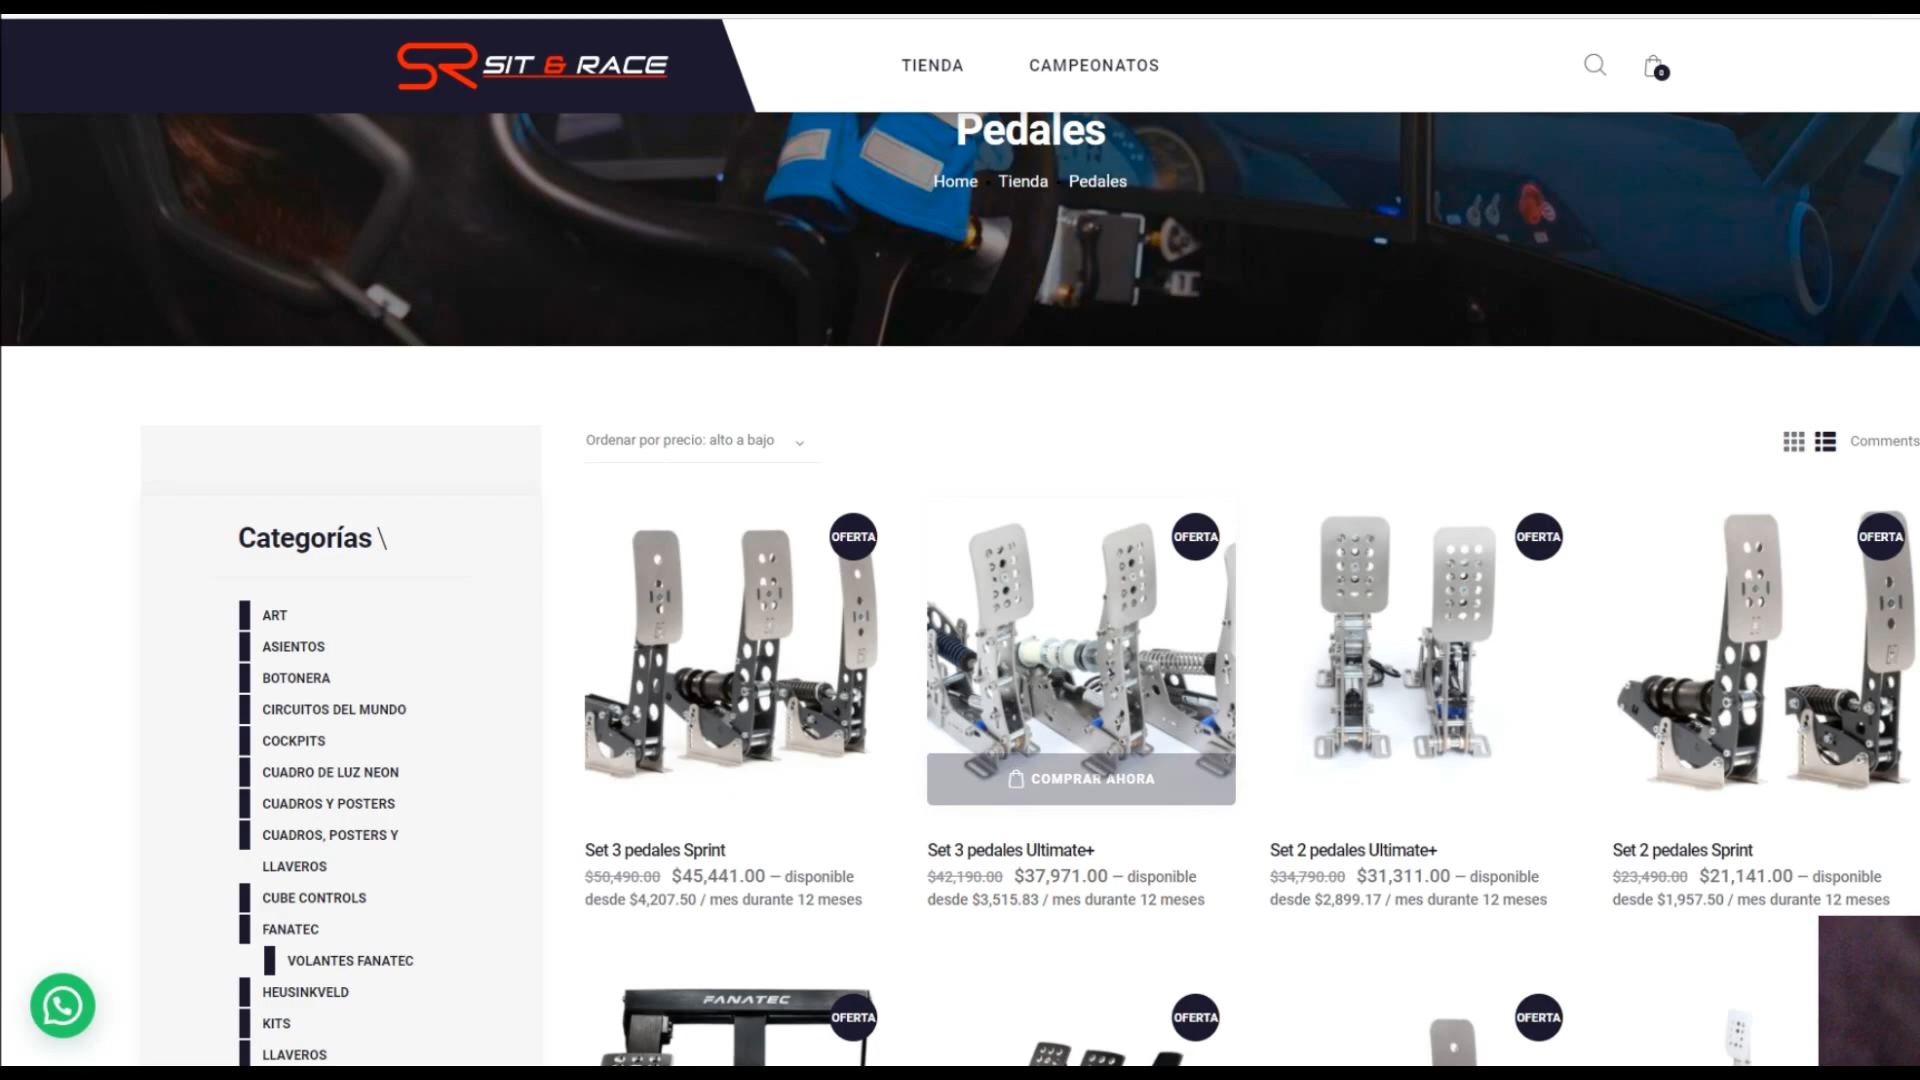 SIT & RACE
TIENDA
CAMPEONATOS
0
Pedales
Home Tienda Pedales
Ordenar por precio: alto a bajo
Comments
Categorías \
ART
ASIENTOS
BOTONERA
CIRCUITOS DEL MUNDO
COCKPITS
CUADRO DE LUZ NEON
CUADROS Y POSTERS
CUADROS, POSTERS Y
LLAVEROS
CUBE CONTROLS
FANATEC
VOLANTES FANATEC
HEUSINKVELD
KITS
LLAVEROS
OFERTA
OFERTA
OFERTA
OFERTA
COMPRAR AHORA
Set 3 pedales Sprint
$50,490.00 $45,441.00 – disponible
desde $4,207.50 / mes durante 12 meses
Set 3 pedales Ultimate+
$42,190.00 $37,971.00 – disponible
desde $3,515.83 / mes durante 12 meses
Set 2 pedales Ultimate+
$34,790.00 $31,311.00 – disponible
desde $2,899.17 / mes durante 12 meses
Set 2 pedales Sprint
$23,490.00 $21,141.00 – disponible
desde $1,957.50 / mes durante 12 meses
FANATEC
OFERTA
OFERTA
OFERTA